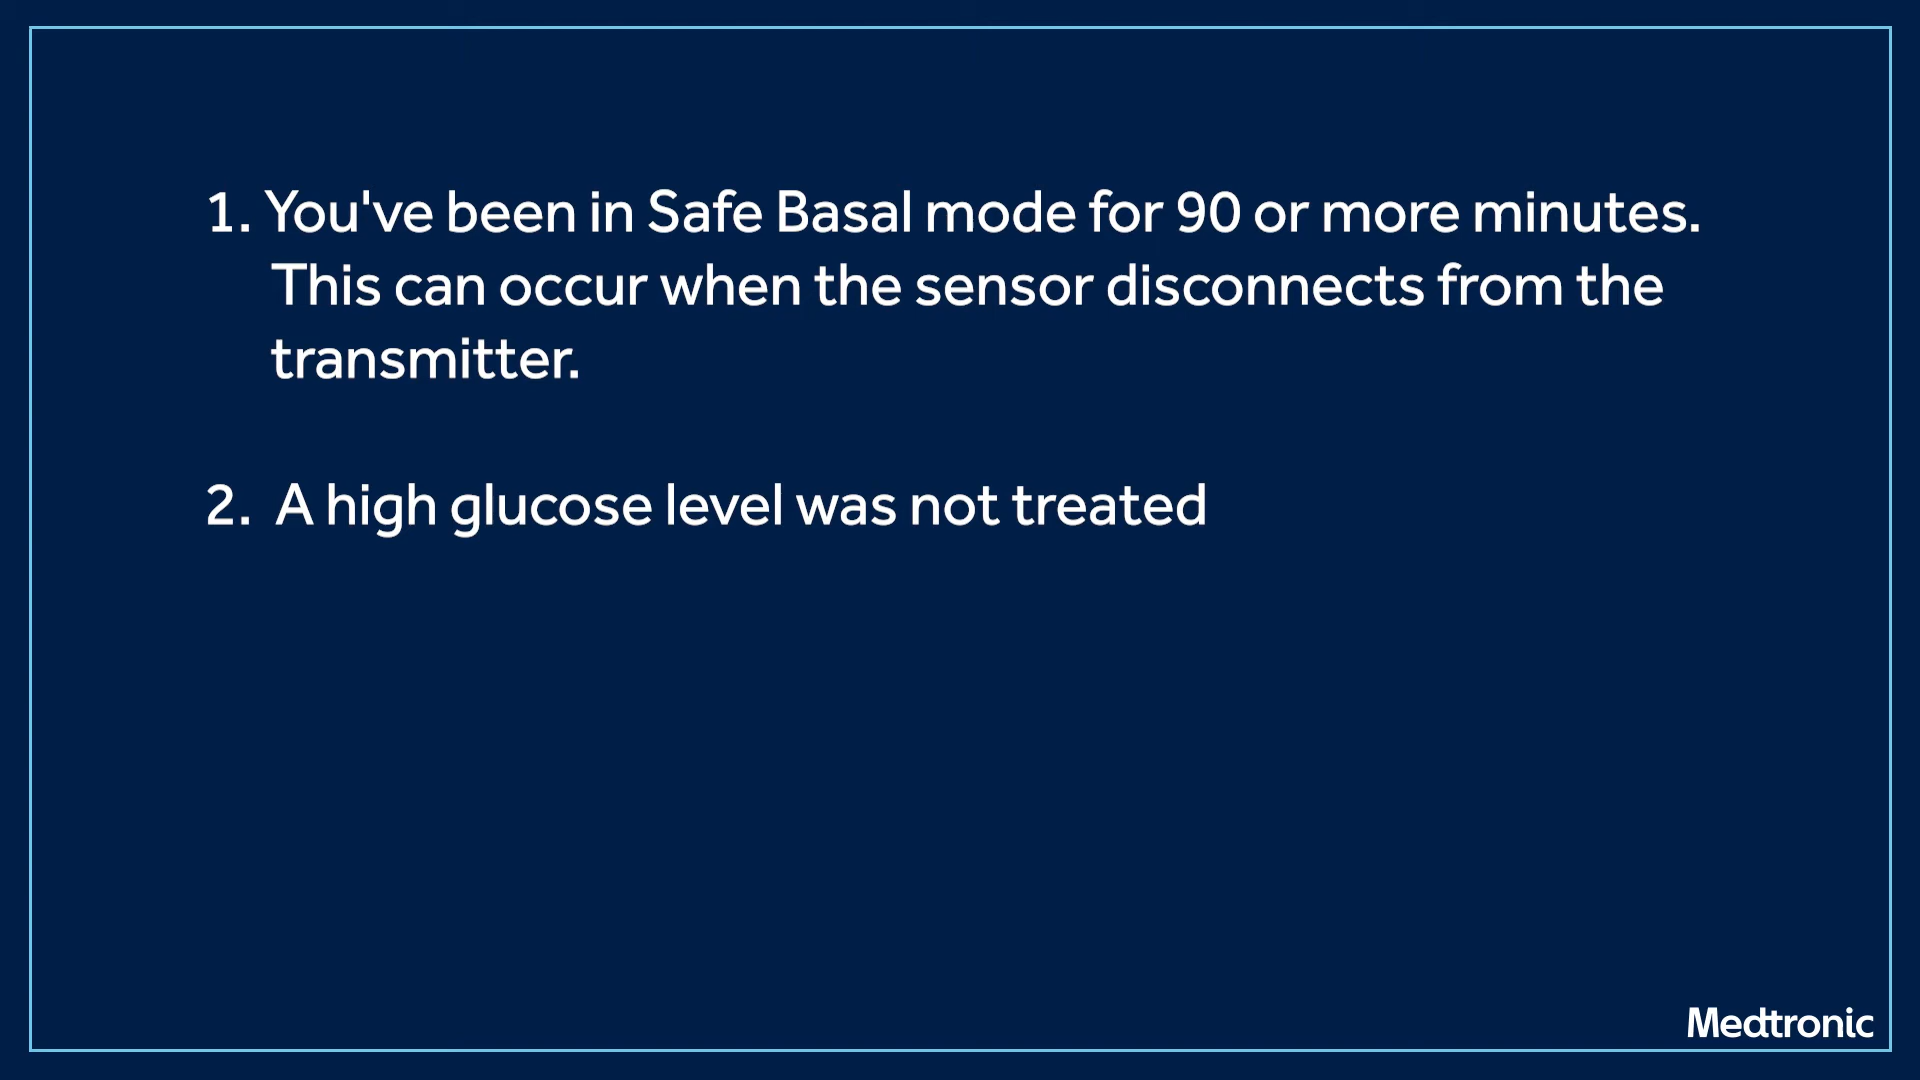 1. You've been in Safe Basal mode for 90 or more minutes.
This can occur when the sensor disconnects from the
transmitter.
2. A high glucose level was not treated
Medtronic